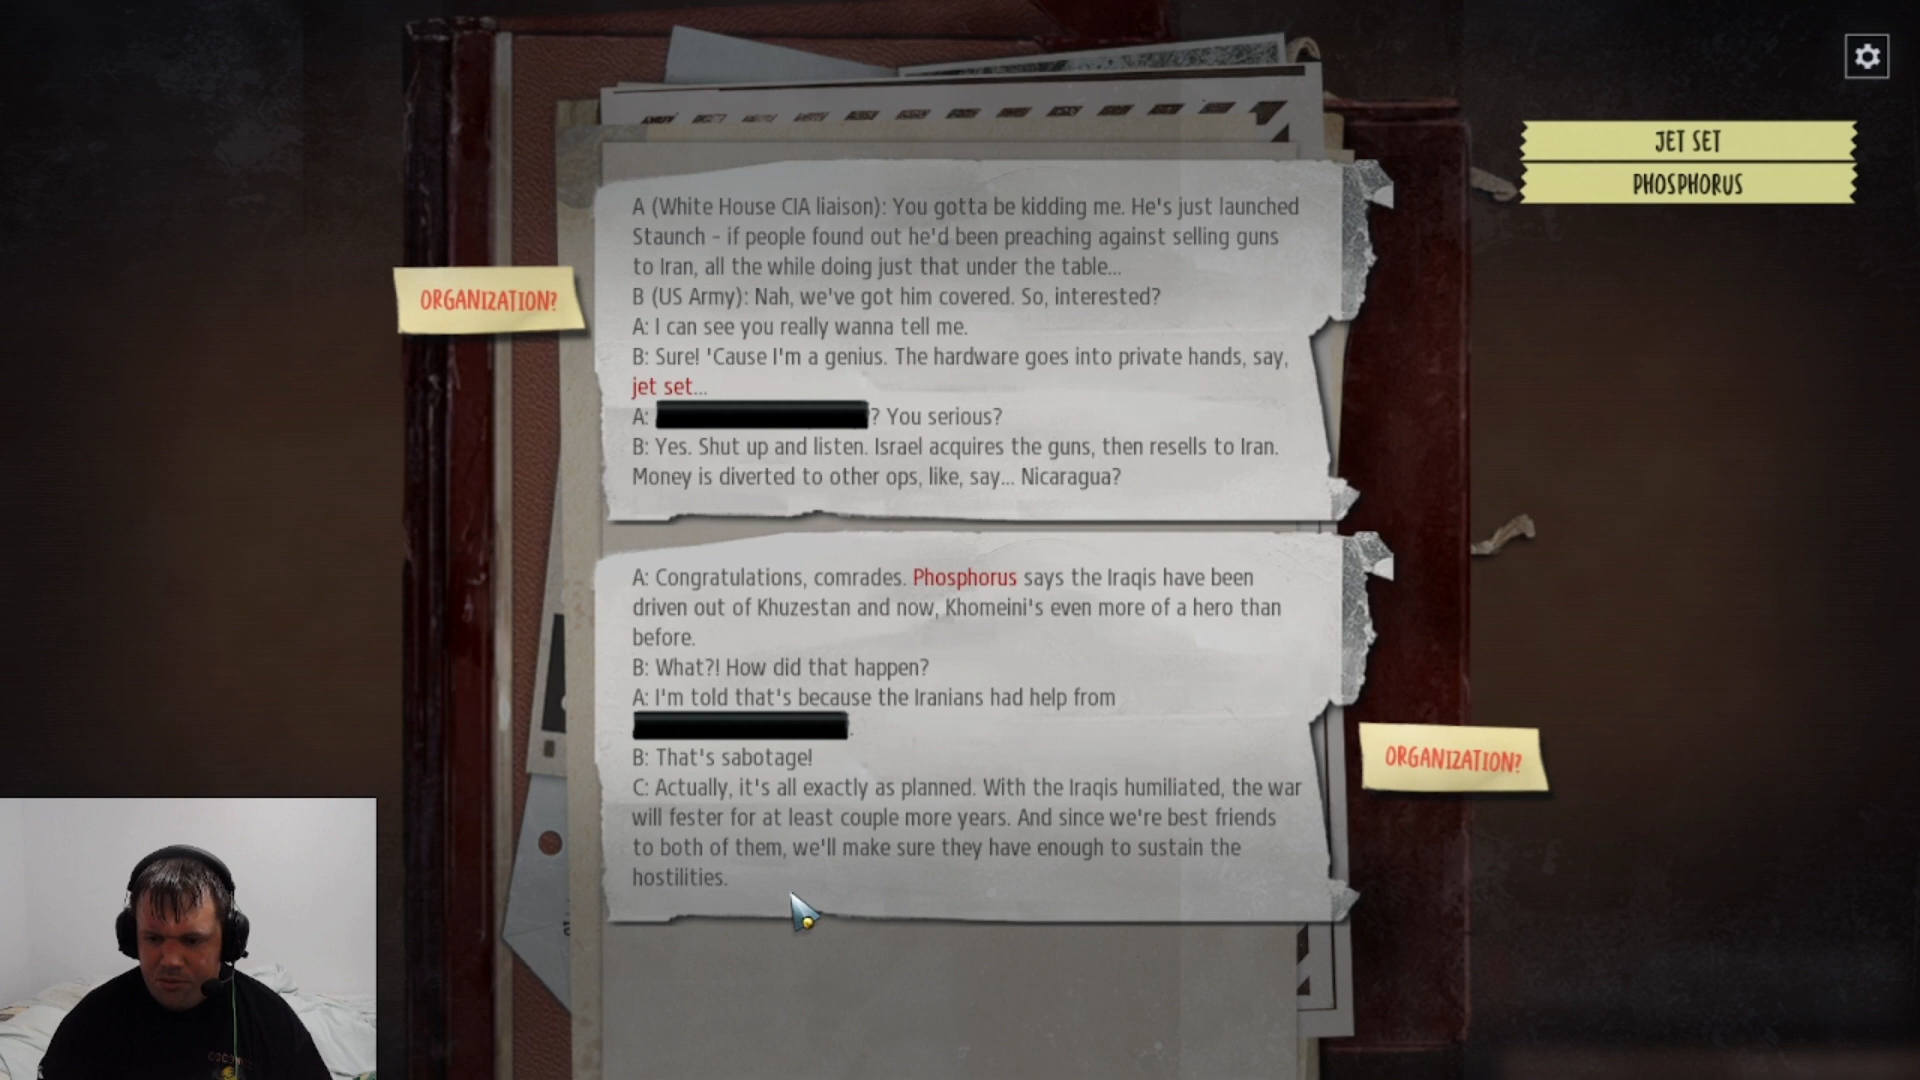 JET SET
PHOSPHORUS
A (White House CIA liaison): You gotta be kidding me. He's just launched
Staunch - if people found out he'd been preaching against selling guns
to Iran, all the while doing just that under the table...
B (US Army): Nah, we've got him covered. So, interested?
ORGANIZATION?
A: I can see you really wanna tell me.
B: Sure! 'Cause I'm a genius. The hardware goes into private hands, say,
jet set...
A: ? You serious?
B: Yes. Shut up and listen. Israel acquires the guns, then resells to Iran.
Money is diverted to other ops, like, say... Nicaragua?
A: Congratulations, comrades. Phosphorus says the Iraqis have been
driven out of Khuzestan and now, Khomeini's even more of a hero than
before.
B: What?! How did that happen?
A: I'm told that's because the Iranians had help from
.
B: That's sabotage!
ORGANIZATION?
C: Actually, it's all exactly as planned. With the Iraqis humiliated, the war
will fester for at least couple more years. And since we're best friends
to both of them, we'll make sure they have enough to sustain the
hostilities.